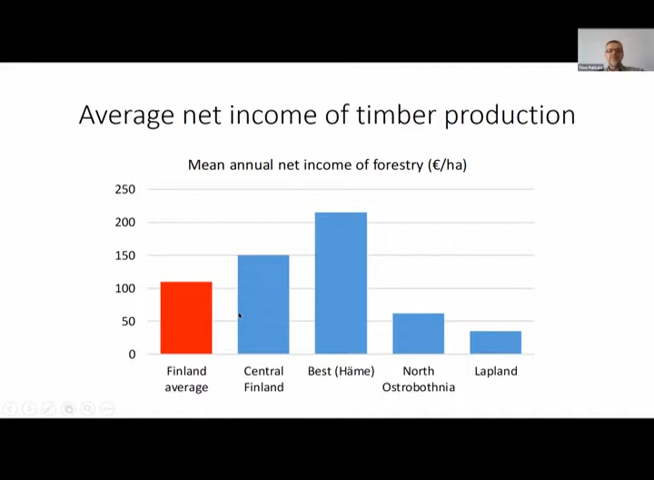 Average net income of timber production
Mean annual net income of forestry (€/ha)
250
200
150
100
50
0
Finland average
Central Finland
Best (Häme)
North Ostrobothnia
Lapland